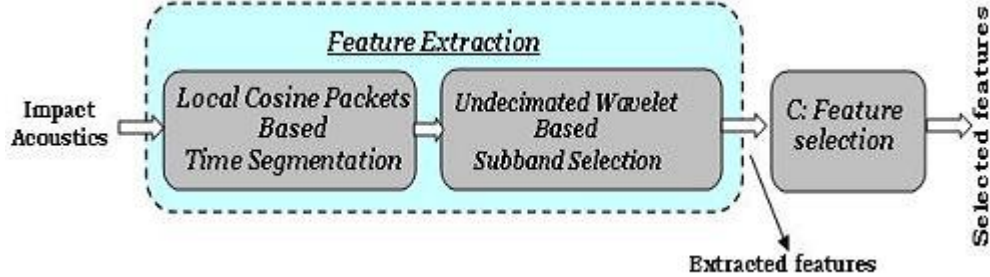 Feature Extraction
Impact
Acoustics
Local Cosine Packets
Based
Time Segmentation
Undecimated Wavelet
Based
Subband Selection
C: Feature
selection
Selected features
Extracted features